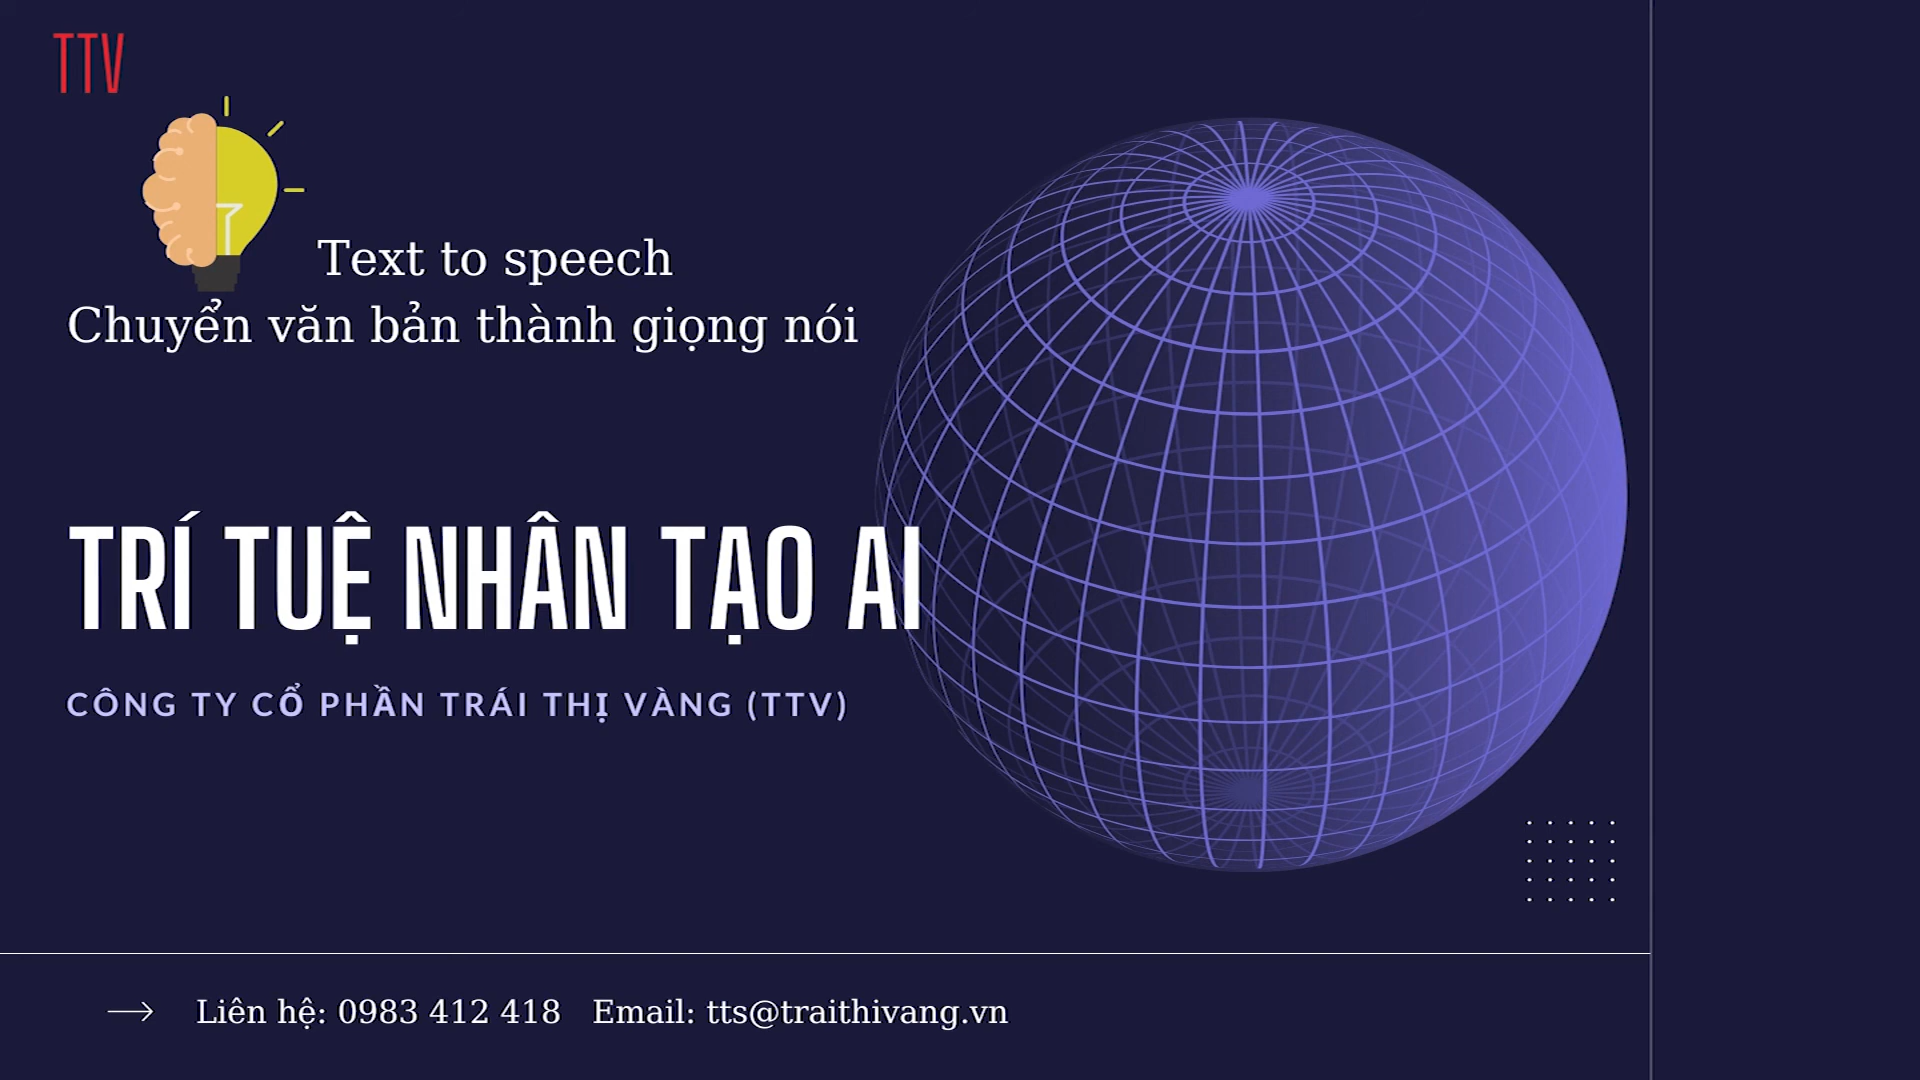 TTV
Text to speech
Chuyển văn bản thành giọng nói
TRÍ TUỆ NHÂN TẠO AI
CÔNG TY CỔ PHẦN TRÁI THỊ VÀNG (TTV)
Liên hệ: 0983 412 418 Email: tts@traithivang.vn